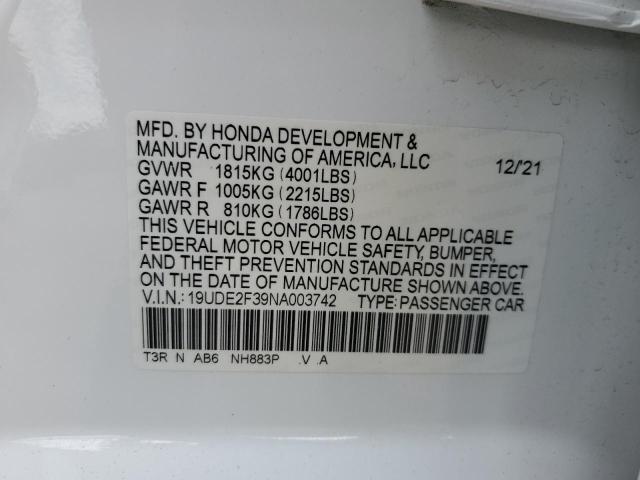 MFD. BY HONDA DEVELOPMENT &
MANUFACTURING OF AMERICA, LLC 12/'21
GVWR 1815KG (4001LBS)
GAWR F 1005KG (2215LBS)
GAWR R 810KG (1786LBS)
THIS VEHICLE CONFORMS TO ALL APPLICABLE
FEDERAL MOTOR VEHICLE SAFETY, BUMPER,
AND THEFT PREVENTION STANDARDS IN EFFECT
ON THE DATE OF MANUFACTURE SHOWN ABOVE.
V.I.N.: 19UDE2F39NA003742 TYPE: PASSENGER CAR
T3R N AB6 NH883P .V .A